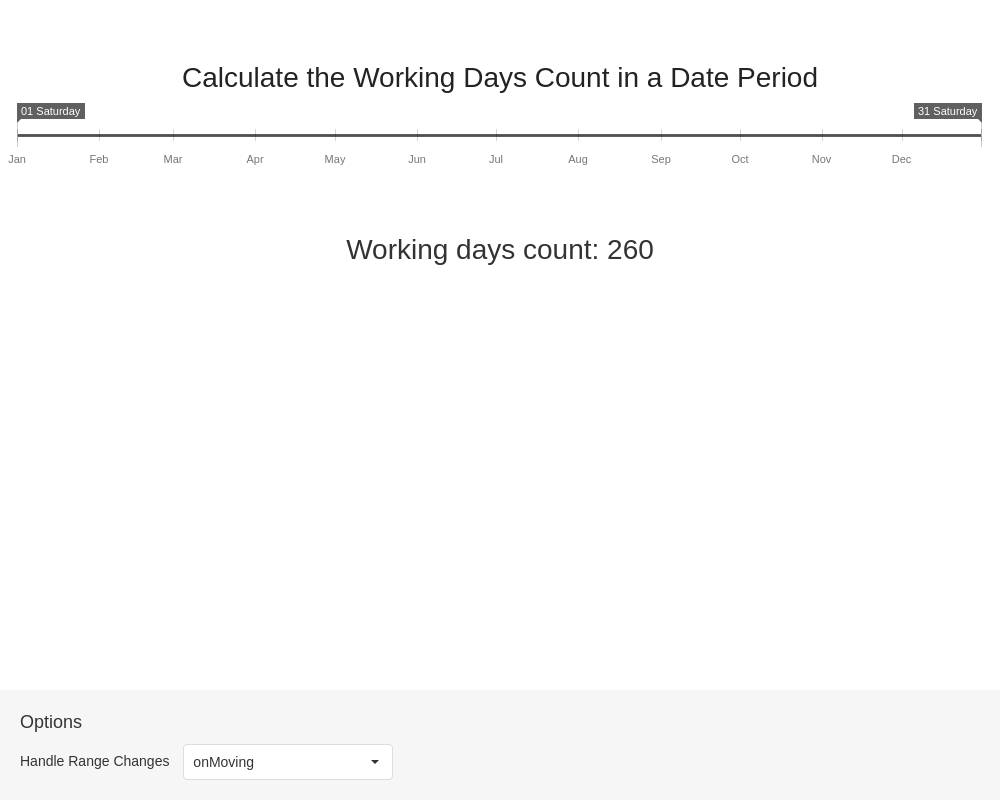 Calculate the Working Days Count in a Date Period
01 Saturday 31 Saturday
Jan Feb Mar Apr May Jun Jul Aug Sep Oct Nov Dec
Working days count: 260
Options
Handle Range Changes onMoving